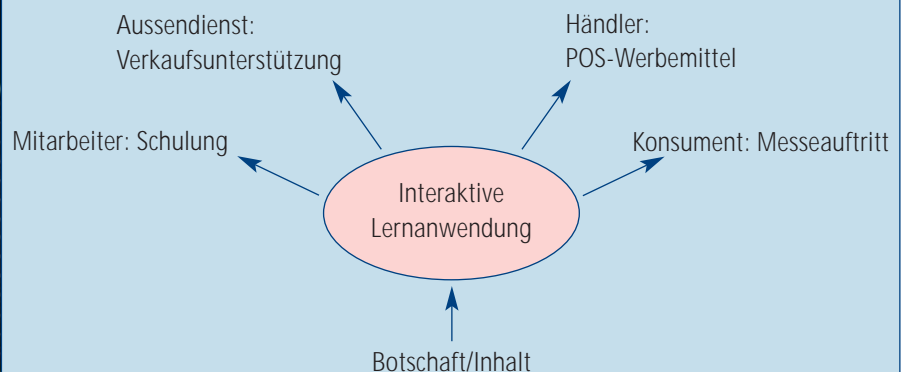 Aussendienst:
Verkaufsunterstützung
Händler:
POS-Werbemittel
Mitarbeiter: Schulung
Konsument: Messeauftritt
Interaktive
Lernanwendung
Botschaft/Inhalt